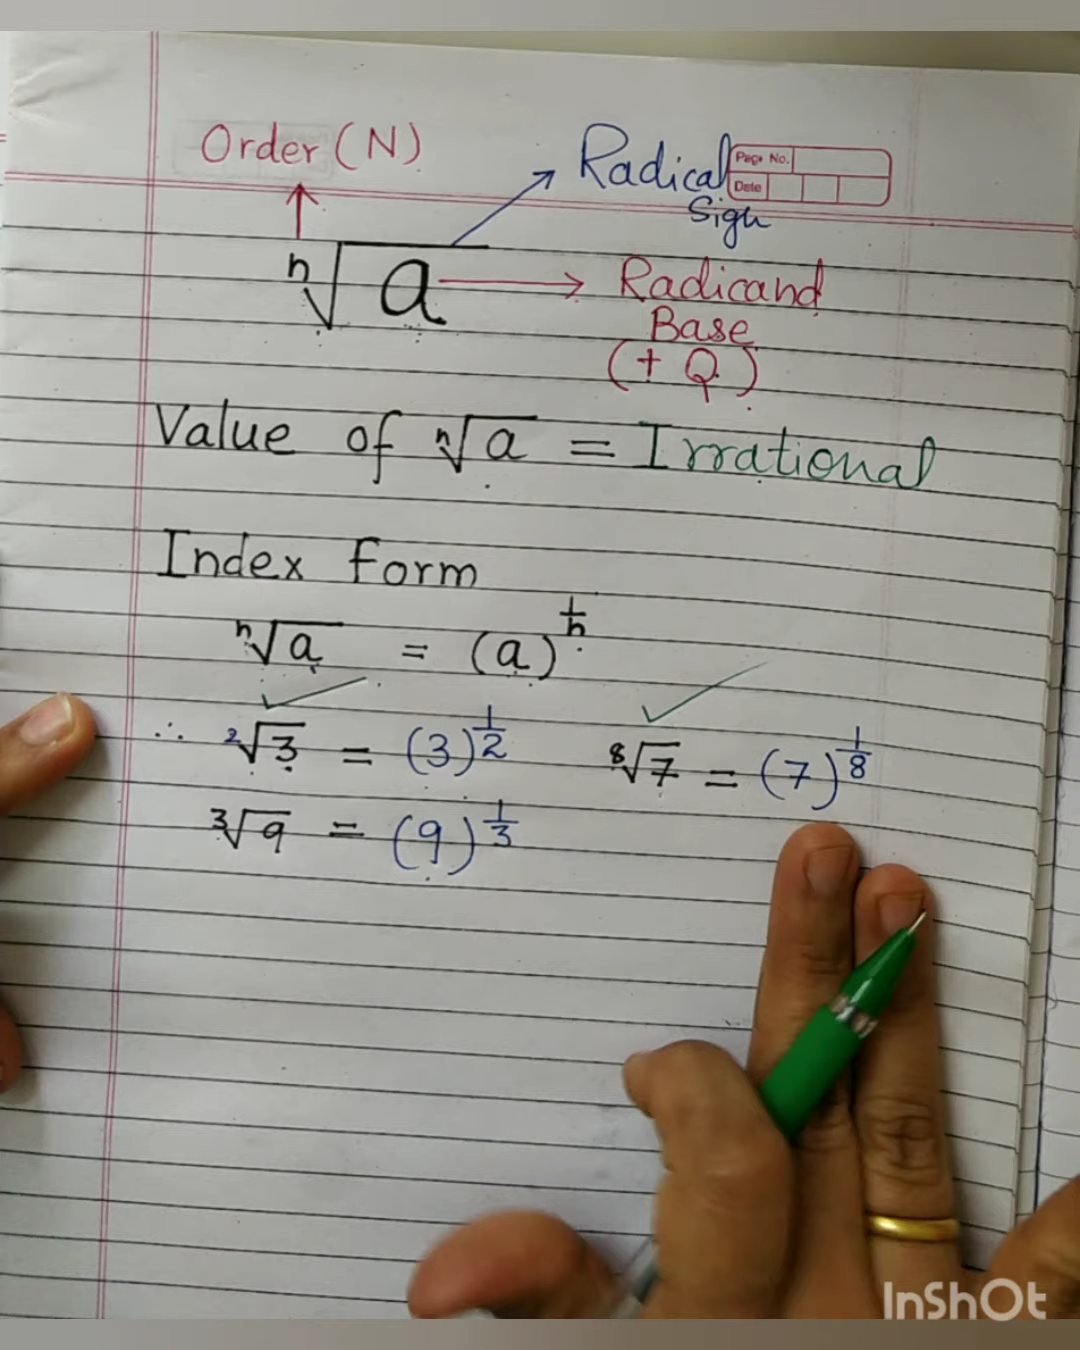 Order (N)
Radical
Sign
Page No.
Date
ⁿ√a → Radicand
Base
(+ Q)
Value of ⁿ√a = Irrational
Index form
ⁿ√a = (a)^(1/n)
∴ ²√3 = (3)^(1/2) ⁸√7 = (7)^(1/8)
³√9 = (9)^(1/3)
InShOt